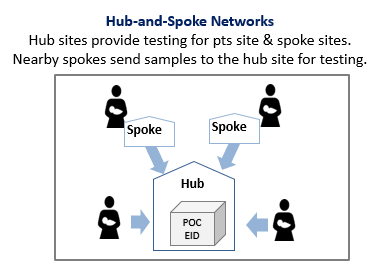 Hub-and-Spoke Networks
Hub sites provide testing for pts site & spoke sites.
Nearby spokes send samples to the hub site for testing.
Spoke
Spoke
Hub
POC
EID